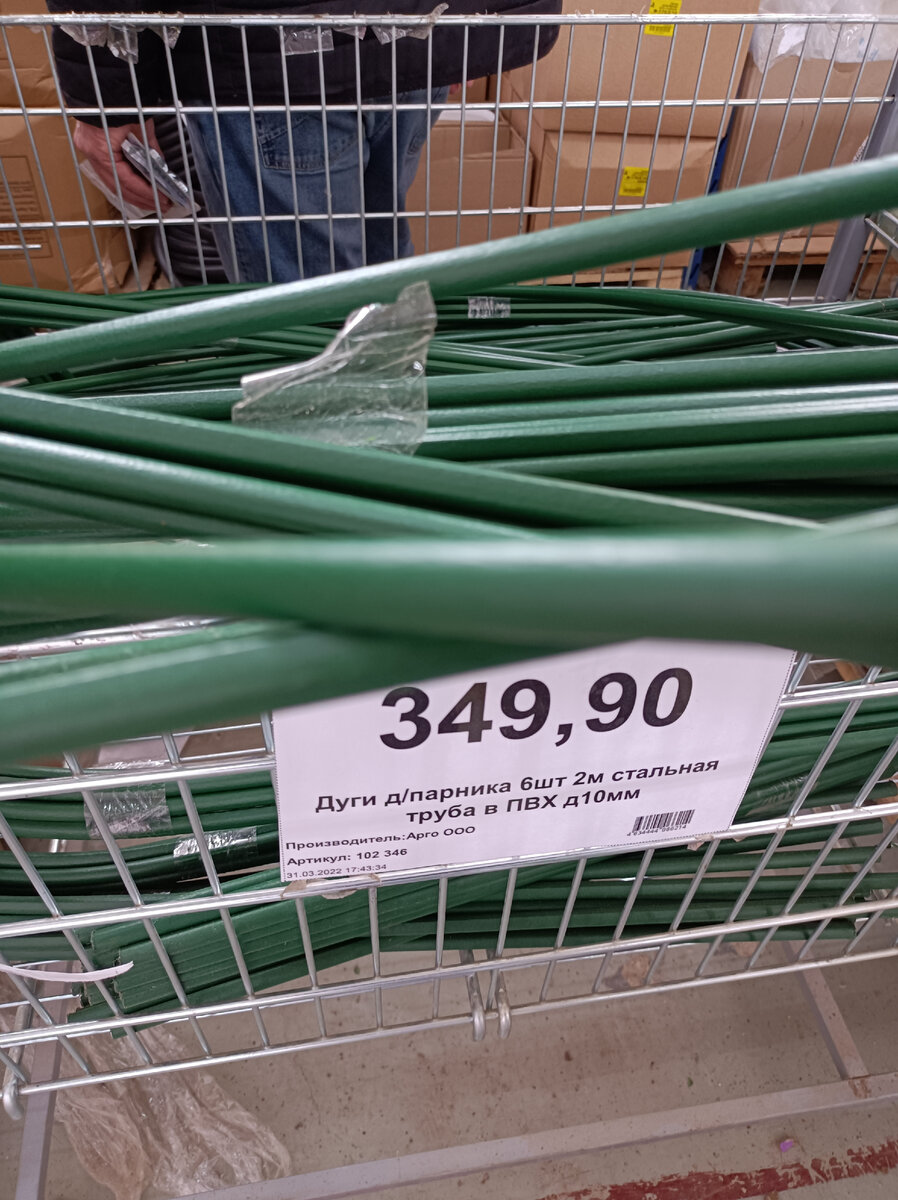 349,90
Дуги д/парника 6шт 2м стальная
труба в ПВХ д10мм
Производитель:Арго ООО
Артикул: 102 346
31.03.2022 17:43:34